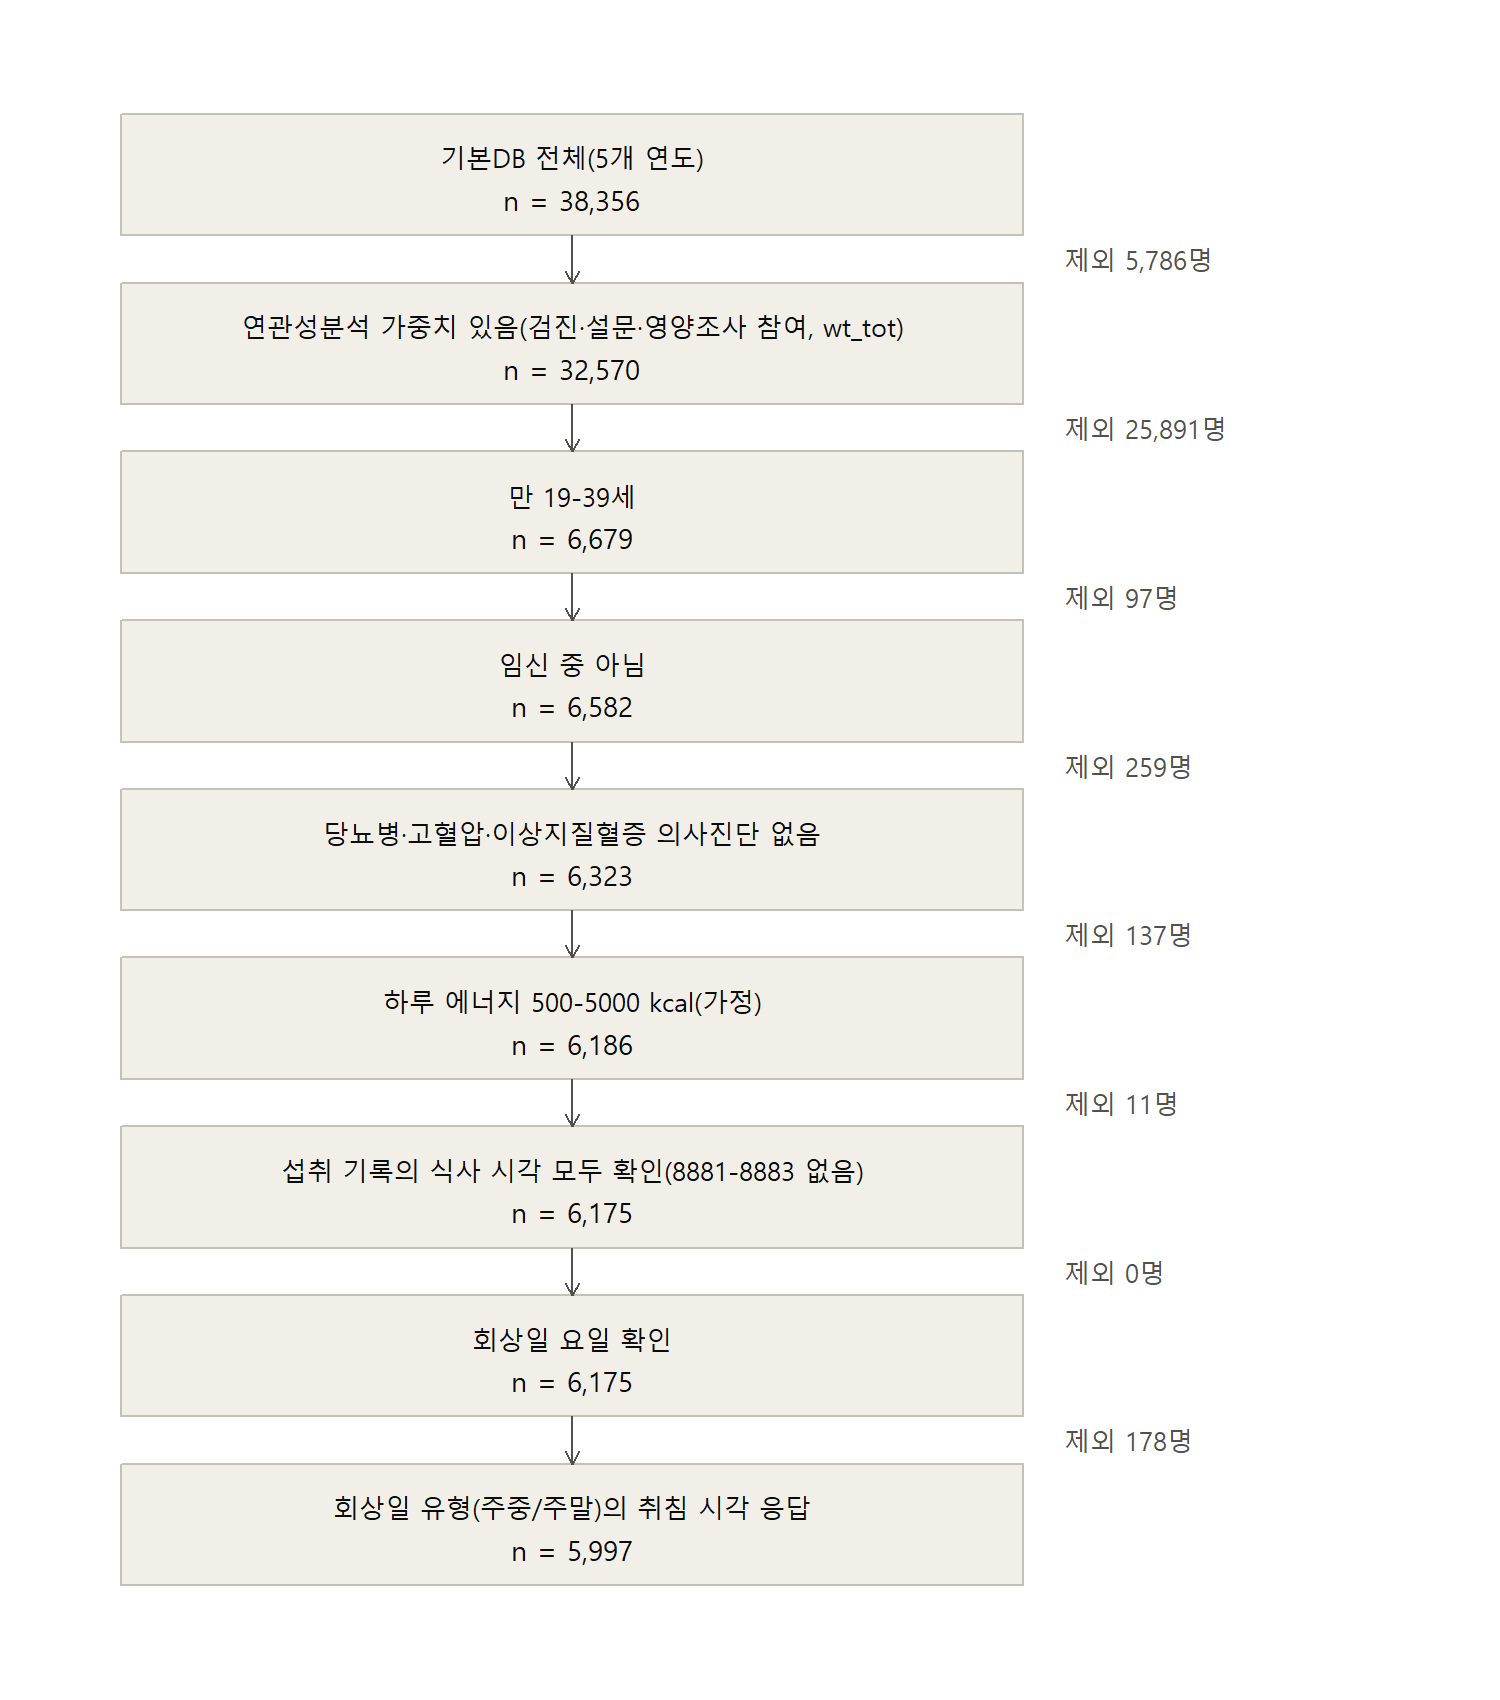 기본DB 전체(5개 연도)
n = 38,356
제외 5,786명
연관성분석 가중치 있음(검진·설문·영양조사 참여, wt_tot)
n = 32,570
제외 25,891명
만 19-39세
n = 6,679
제외 97명
임신 중 아님
n = 6,582
제외 259명
당뇨병·고혈압·이상지질혈증 의사진단 없음
n = 6,323
제외 137명
하루 에너지 500-5000 kcal(가정)
n = 6,186
제외 11명
섭취 기록의 식사 시각 모두 확인(8881-8883 없음)
n = 6,175
제외 0명
회상일 요일 확인
n = 6,175
제외 178명
회상일 유형(주중/주말)의 취침 시각 응답
n = 5,997